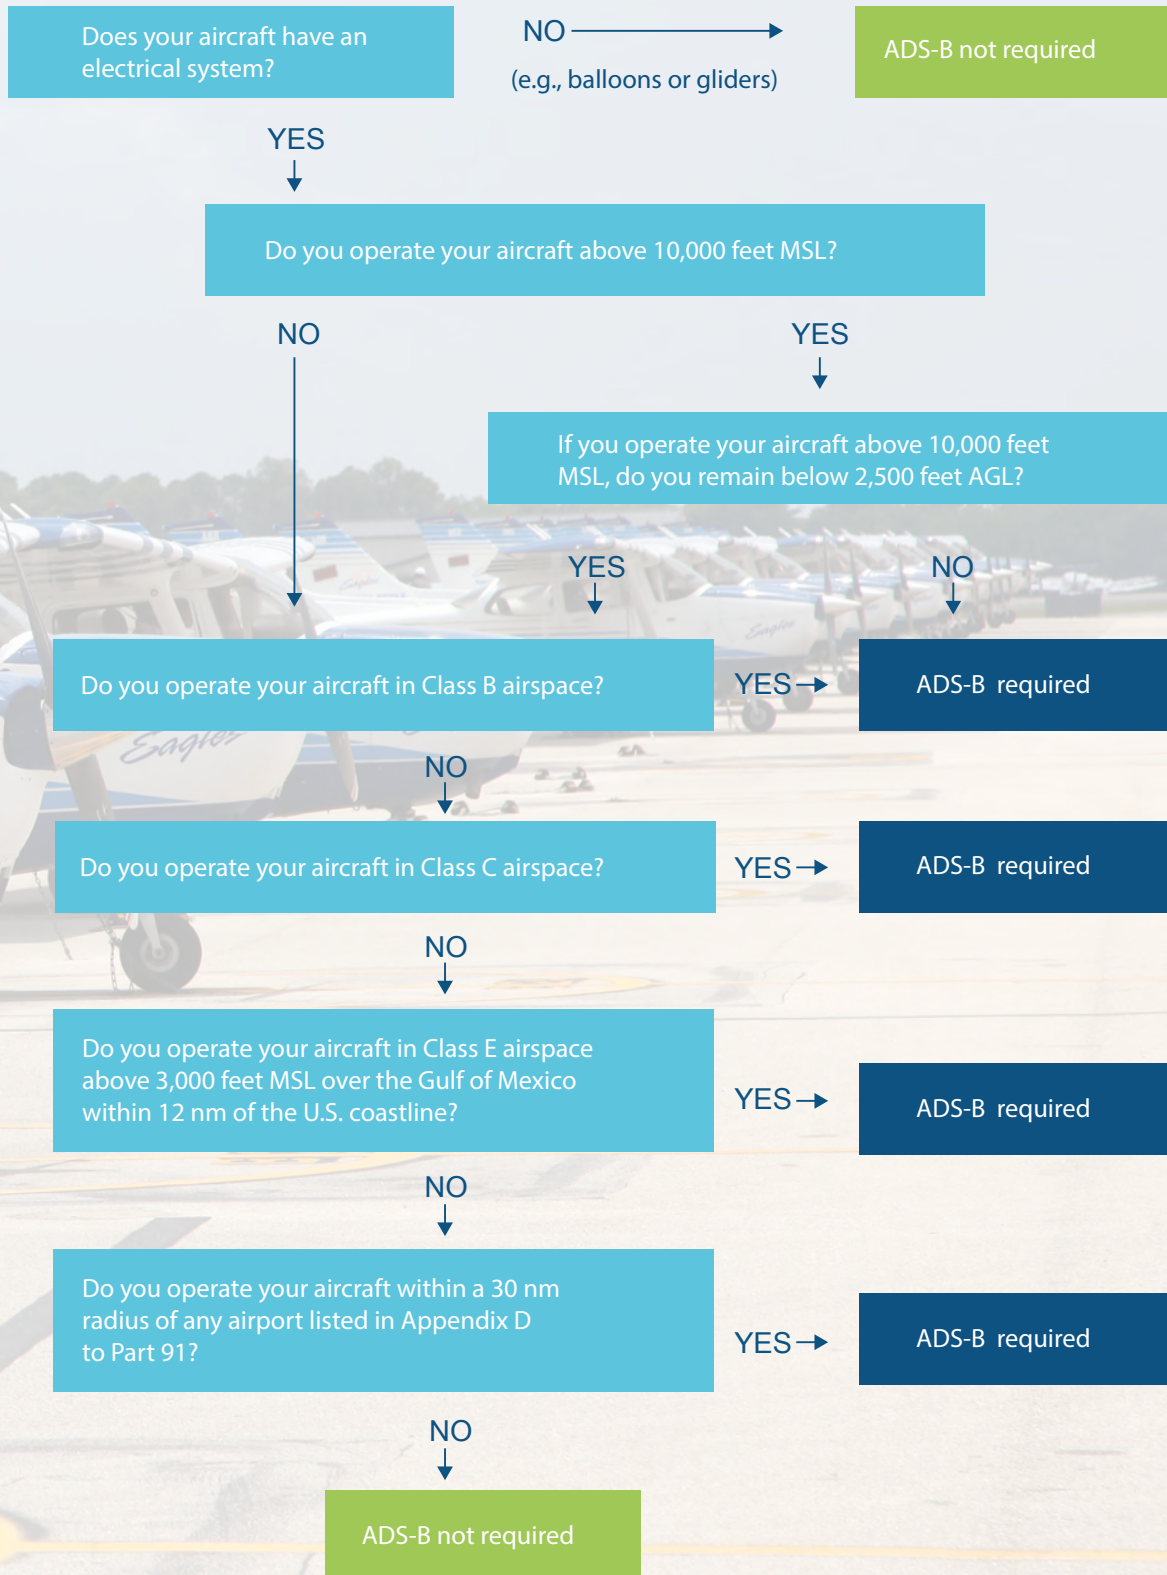 Does your aircraft have an
electrical system?
NO
(e.g., balloons or gliders)
ADS-B not required
YES
Do you operate your aircraft above 10,000 feet MSL?
NO
YES
If you operate your aircraft above 10,000 feet
MSL, do you remain below 2,500 feet AGL?
YES
NO
Do you operate your aircraft in Class B airspace?
YES
ADS-B required
Eagles
Eagles
NO
Do you operate your aircraft in Class C airspace?
YES
ADS-B required
NO
Do you operate your aircraft in Class E airspace
above 3,000 feet MSL over the Gulf of Mexico
within 12 nm of the U.S. coastline?
YES
ADS-B required
NO
Do you operate your aircraft within a 30 nm
radius of any airport listed in Appendix D
to Part 91?
YES
ADS-B required
NO
ADS-B not required